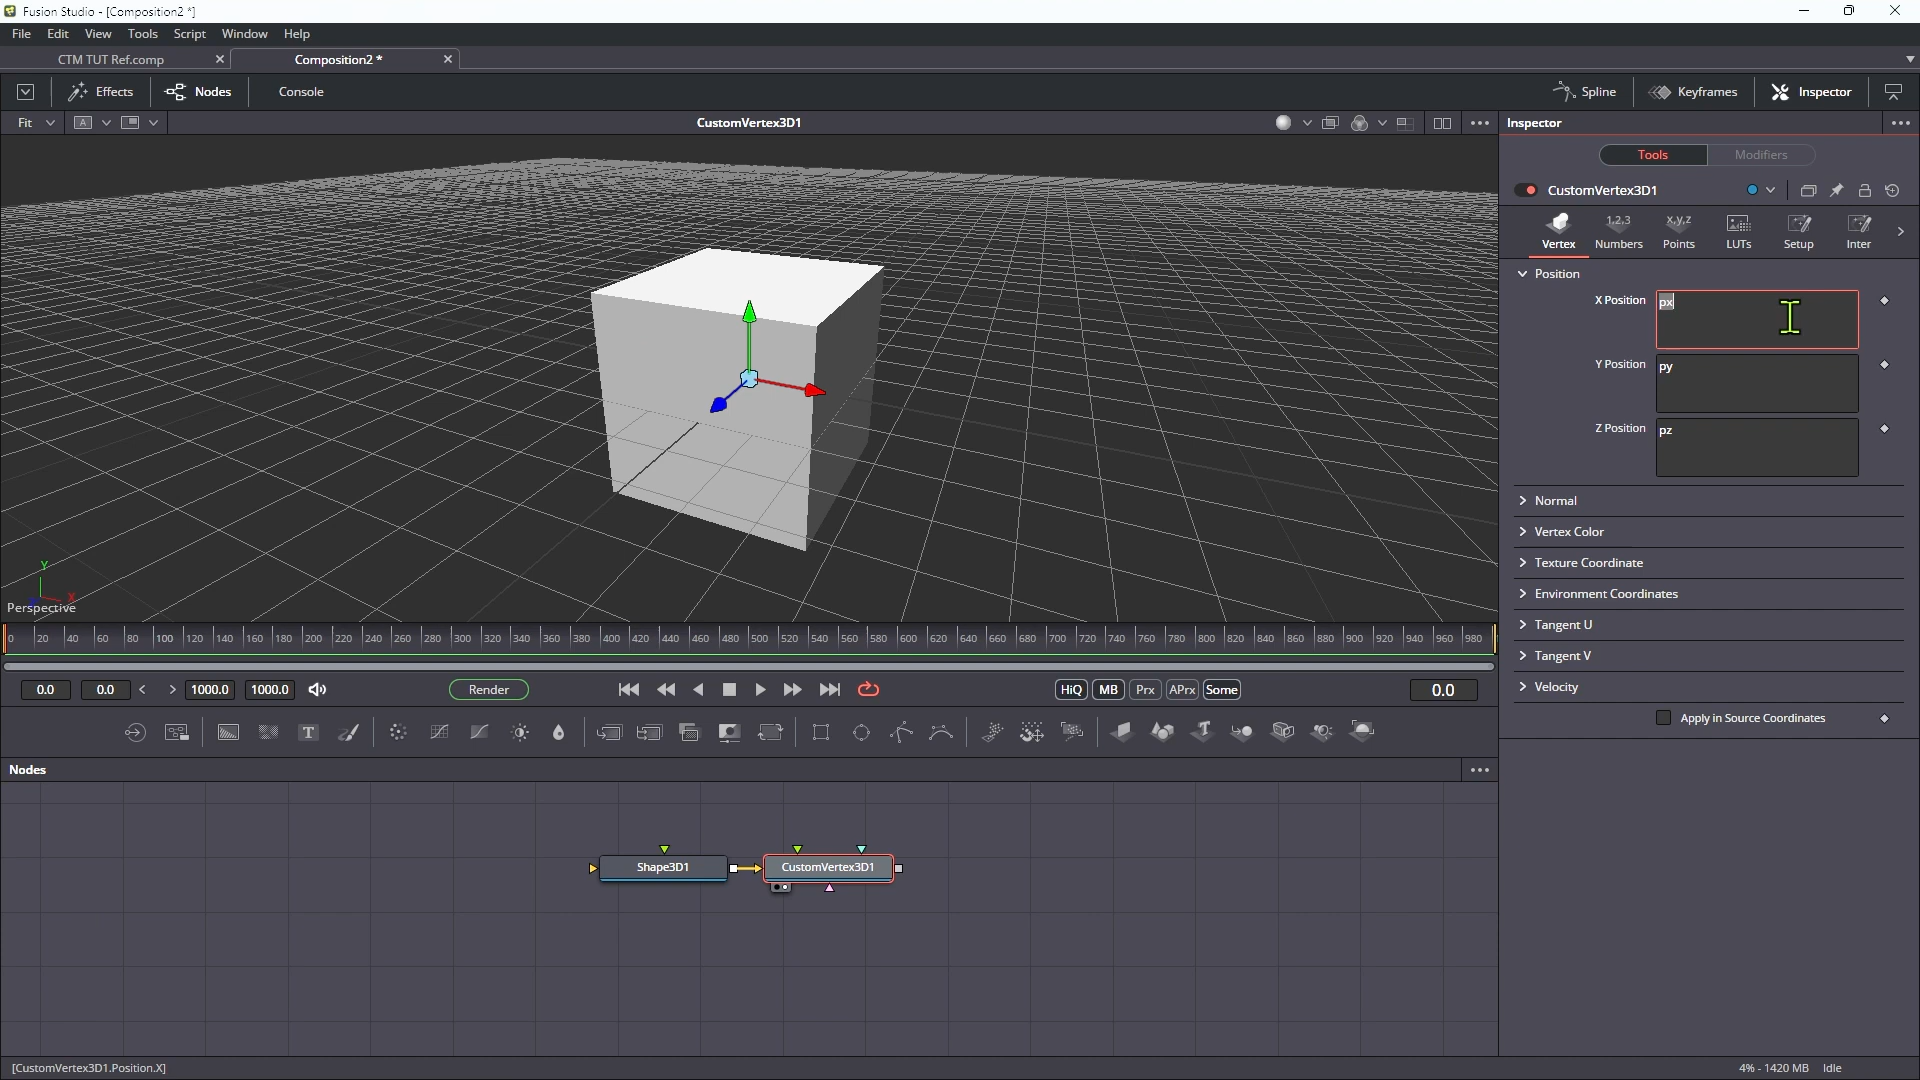 Fusion Studio - [Composition2 *]
File Edit View Tools Script Window Help
CTM TUT Ref.comp Composition2 *
Effects Nodes Console Spline Keyframes Inspector
Fit A CustomVertex3D1
Inspector
Tools Modifiers
CustomVertex3D1
1,2,3 x,y,z
Vertex Numbers Points LUTs Setup Inter
Position
X Position px
Y Position py
Z Position pz
Normal
Vertex Color
Texture Coordinate
Environment Coordinates
Tangent U
Tangent V
Velocity
Apply in Source Coordinates
Y
X
Perspective
0 20 40 60 80 100 120 140 160 180 200 220 240 260 280 300 320 340 360 380 400 420 440 460 480 500 520 540 560 580 600 620 640 660 680 700 720 740 760 780 800 820 840 860 880 900 920 940 960 980
0.0 0.0 < > 1000.0 1000.0 Render HiQ MB Prx APrx Some 0.0
T T
Nodes
Shape3D1 CustomVertex3D1
[CustomVertex3D1.Position.X] 4% - 1420 MB Idle